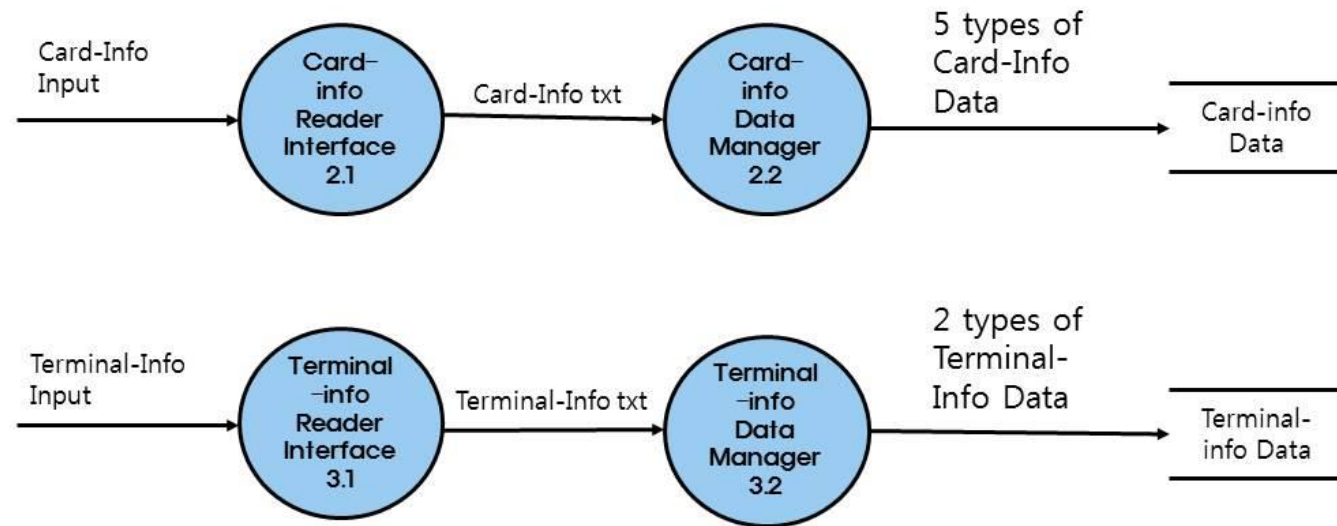 Card-Info
Input
Card-
info
Reader
Interface
2.1
Card-Info txt
Card-
info
Data
Manager
2.2
5 types of
Card-Info
Data
Card-info
Data
Terminal-Info
Input
Terminal
-info
Reader
Interface
3.1
Terminal-Info txt
Terminal
-info
Data
Manager
3.2
2 types of
Terminal-
Info Data
Terminal-
info Data